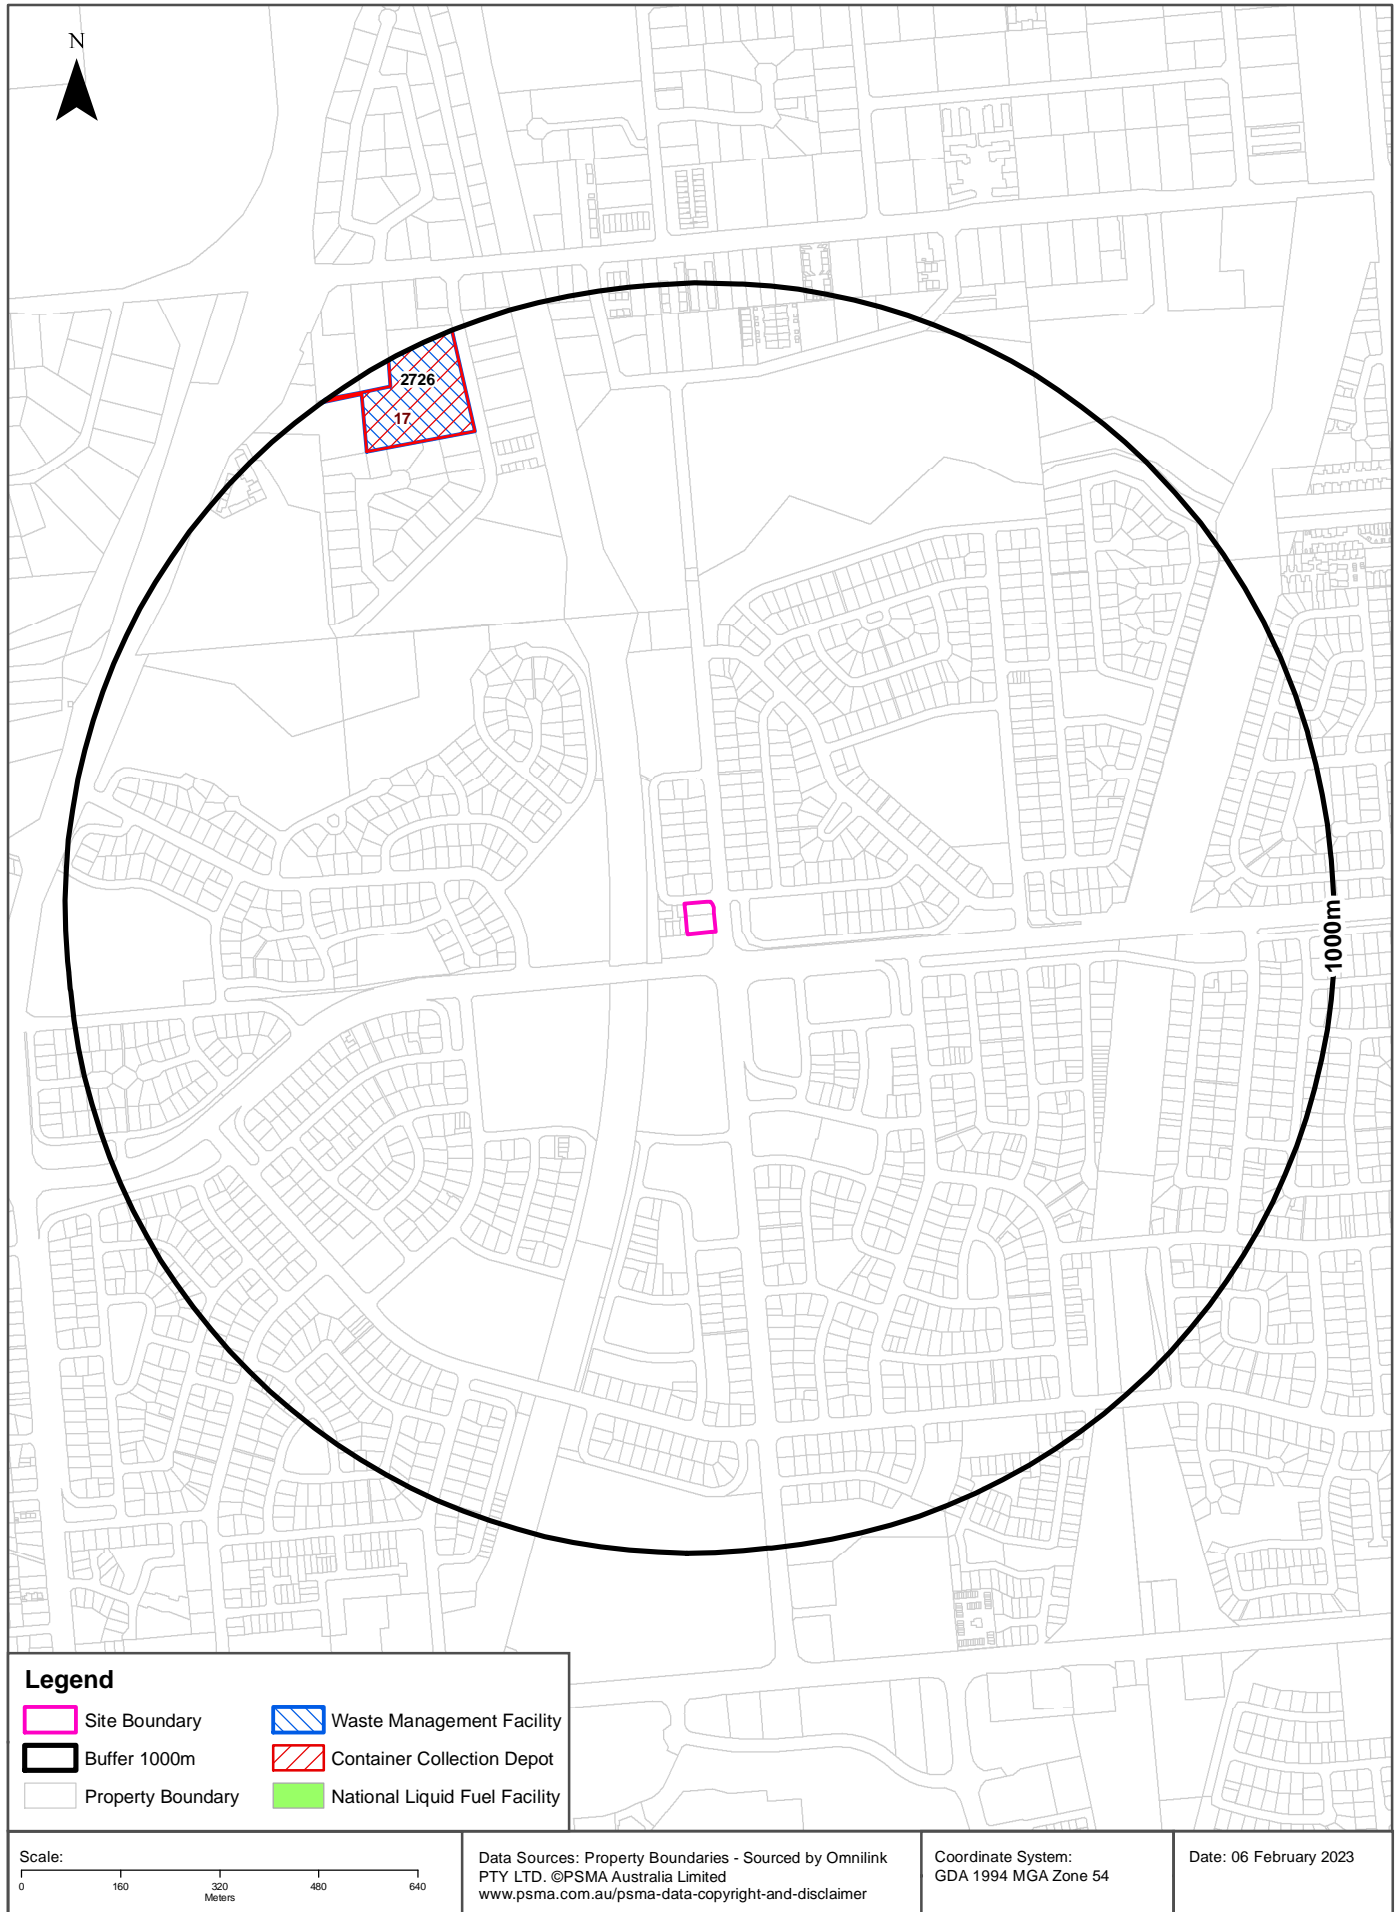 N
2726
17
1000m
Legend
Site Boundary
Buffer 1000m
Property Boundary
Waste Management Facility
Container Collection Depot
National Liquid Fuel Facility
Scale:
0 160 320 480 640
Meters
Data Sources: Property Boundaries - Sourced by Omnilink
PTY LTD. ©PSMA Australia Limited
www.psma.com.au/psma-data-copyright-and-disclaimer
Coordinate System:
GDA 1994 MGA Zone 54
Date: 06 February 2023